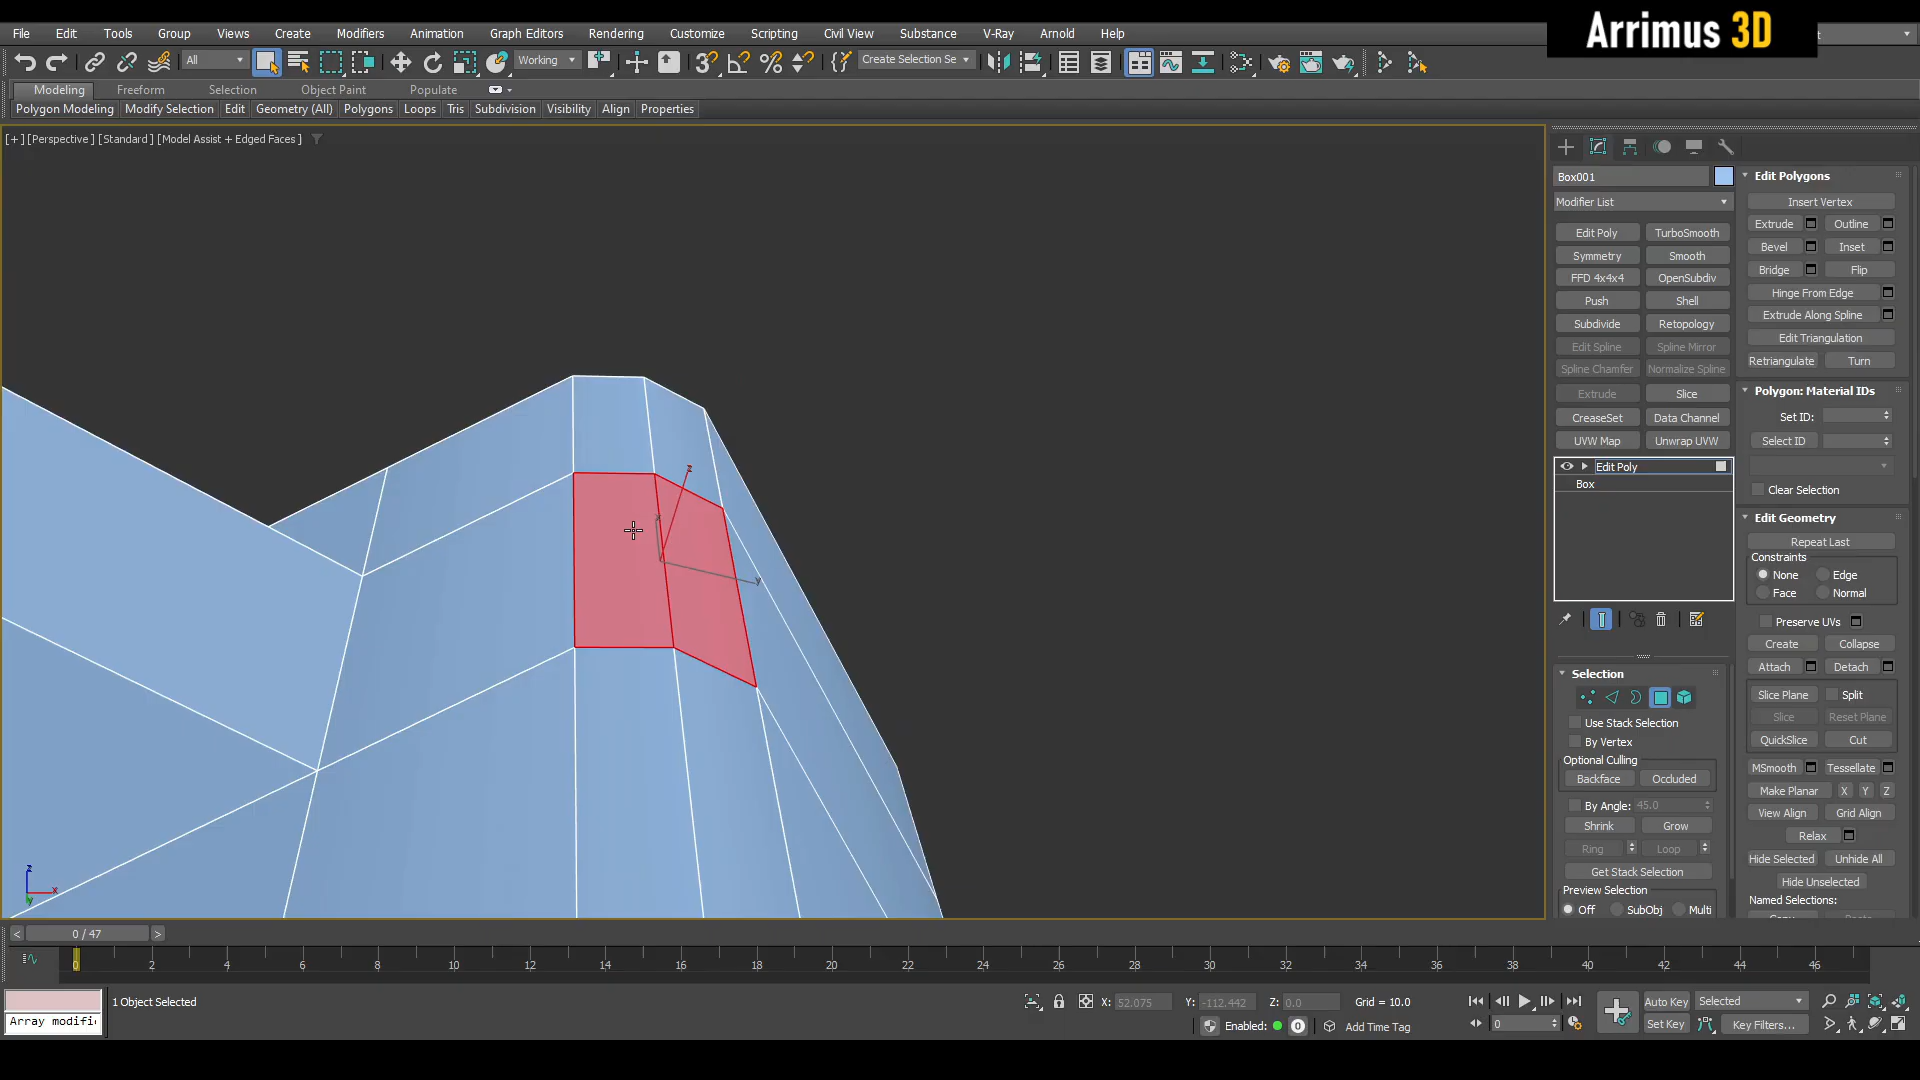 Arrimus 3D
File Edit Tools Group Views Create Modifiers Animation Graph Editors Rendering Customize Scripting Civil View Substance V-Ray Arnold Help
All Working Create Selection Se
Modeling Freeform Selection Object Paint Populate
Polygon Modeling Modify Selection Edit Geometry (All) Polygons Loops Tris Subdivision Visibility Align Properties
[+] [Perspective] [Standard] [Model Assist + Edged Faces]
z
x
y
z
x
y
Box001
Modifier List
Edit Poly TurboSmooth
Symmetry Smooth
FFD 4x4x4 OpenSubdiv
Push Shell
Subdivide Retopology
Edit Spline Spline Mirror
Spline Chamfer Normalize Spline
Extrude Slice
CreaseSet Data Channel
UVW Map Unwrap UVW
Edit Poly
Box
Selection
Use Stack Selection
By Vertex
Optional Culling
Backface Occluded
By Angle: 45.0
Shrink Grow
Ring Loop
Get Stack Selection
Preview Selection
Off SubObj Multi
Edit Polygons
Insert Vertex
Extrude Outline
Bevel Inset
Bridge Flip
Hinge From Edge
Extrude Along Spline
Edit Triangulation
Retriangulate Turn
Polygon: Material IDs
Set ID:
Select ID
Clear Selection
Edit Geometry
Repeat Last
Constraints
None Edge
Face Normal
Preserve UVs
Create Collapse
Attach Detach
Slice Plane Split
Slice Reset Plane
QuickSlice Cut
MSmooth Tessellate
Make Planar X Y Z
View Align Grid Align
Relax
Hide Selected Unhide All
Hide Unselected
Named Selections:
< 0 / 47 >
0 2 4 6 8 10 12 14 16 18 20 22 24 26 28 30 32 34 36 38 40 42 44 46
1 Object Selected X: 52.075 Y: -112.442 Z: 0.0 Grid = 10.0 Auto Key Selected
Array modifi Enabled: 0 Add Time Tag 0 Set Key Key Filters...